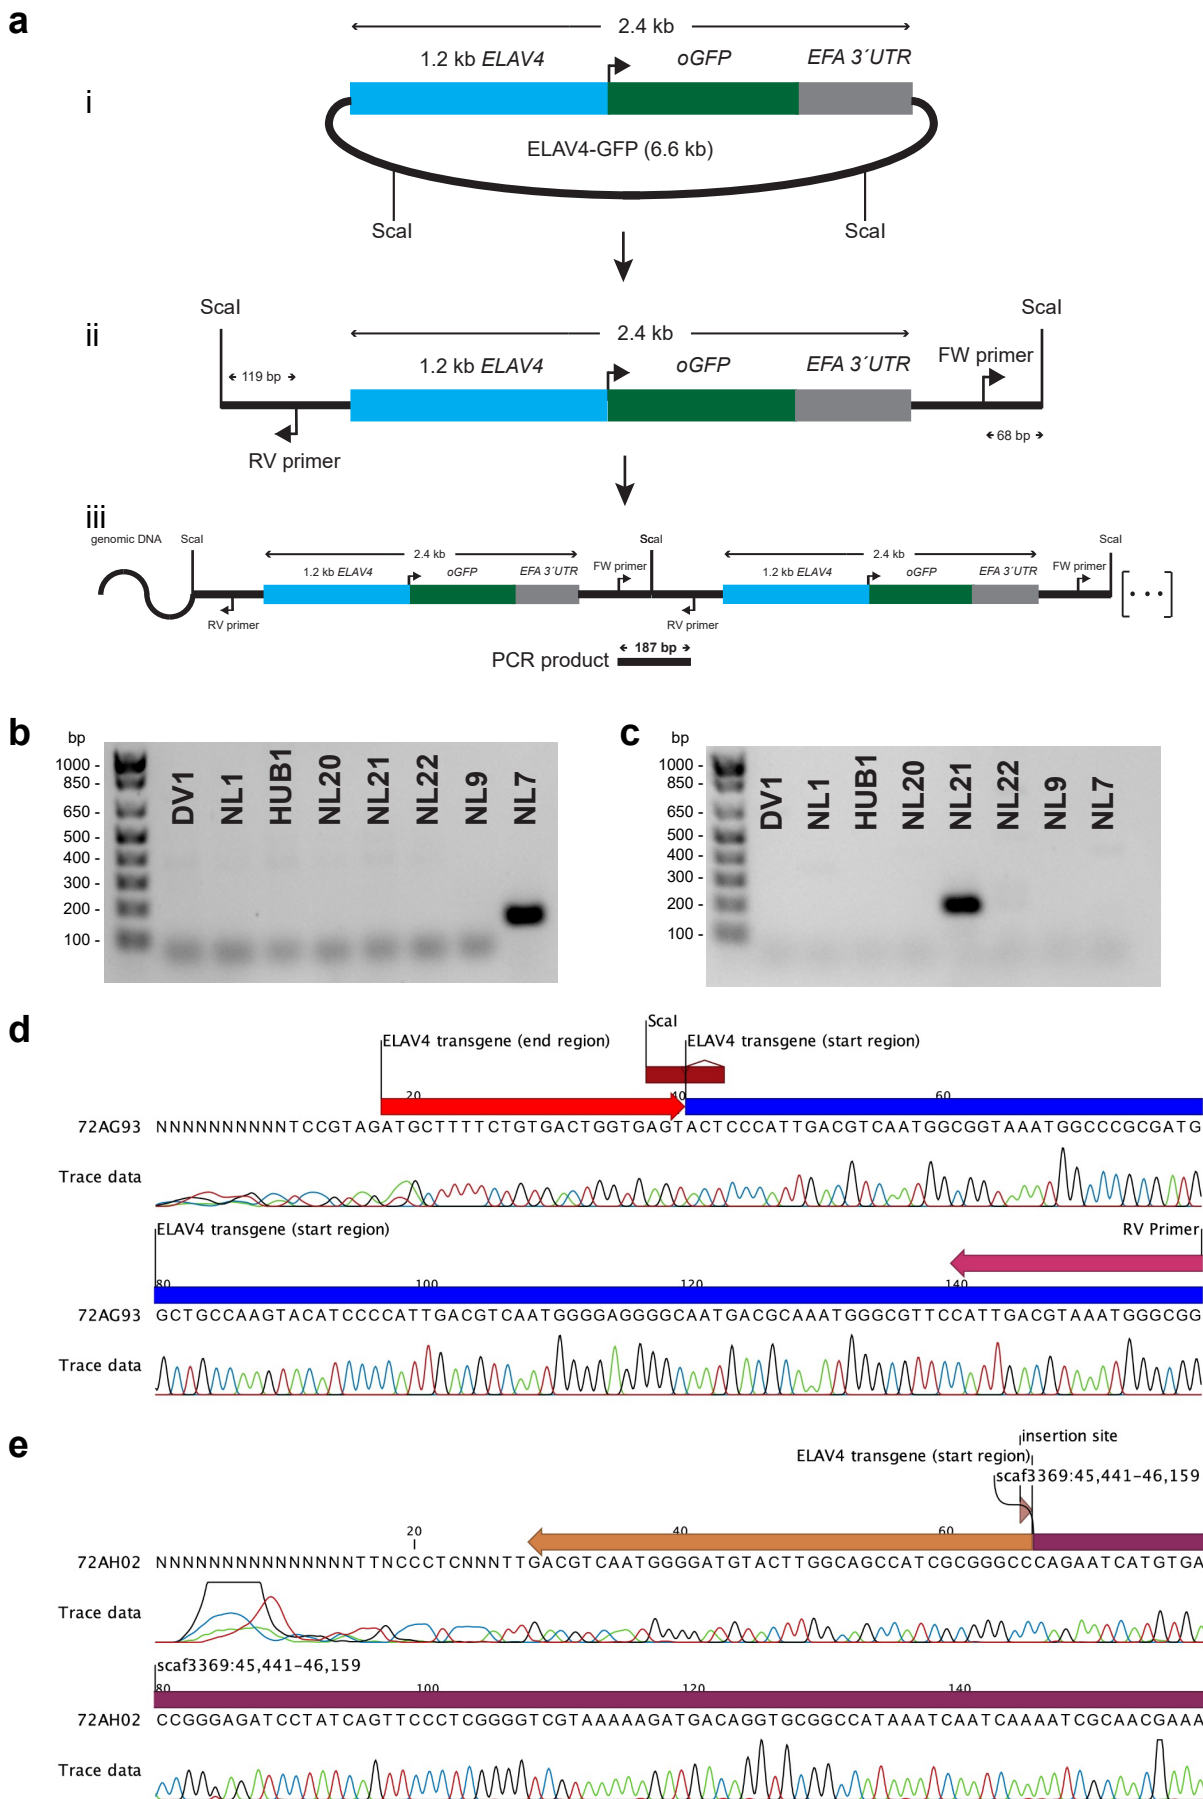 a
2.4 kb
1.2 kb ELAV4
oGFP
EFA 3´UTR
i
ELAV4-GFP (6.6 kb)
ScaI
ScaI
ScaI
ScaI
ii
2.4 kb
1.2 kb ELAV4
oGFP
EFA 3´UTR
FW primer
119 bp
68 bp
RV primer
iii
genomic DNA
ScaI
2.4 kb
ScaI
2.4 kb
ScaI
1.2 kb ELAV4
oGFP
EFA 3´UTR
FW primer
1.2 kb ELAV4
oGFP
EFA 3´UTR
FW primer
[...]
RV primer
RV primer
187 bp
PCR product
b
bp
1000 -
850 -
650 -
500 -
400 -
300 -
200 -
100 -
DV1
NL1
HUB1
NL20
NL21
NL22
NL9
NL7
c
bp
1000 -
850 -
650 -
500 -
400 -
300 -
200 -
100 -
DV1
NL1
HUB1
NL20
NL21
NL22
NL9
NL7
d
ScaI
ELAV4 transgene (end region)
ELAV4 transgene (start region)
20
40
60
72AG93 NNNNNNNNNNTCCGTAGATGCTTTTCTGTGACTGGTGAGTACTCCCATTGACGTCAATGGCGGTAAATGGCCCGCGATG
Trace data
ELAV4 transgene (start region)
RV Primer
80
100
120
140
72AG93 GCTGCCAAGTACATCCCCATTGACGTCAATGGGGAGGGGCAATGACGCAAATGGGCGTTCCATTGACGTAAATGGGCGG
Trace data
e
insertion site
ELAV4 transgene (start region)
scaf3369:45,441-46,159
20
40
60
72AH02 NNNNNNNNNNNNNNNTTNCCCTCNNNTTGACGTCAATGGGGATGTACTTGGCAGCCATCGCGGGCCCAGAATCATGTGA
Trace data
scaf3369:45,441-46,159
80
100
120
140
72AH02 CCGGGAGATCCTATCAGTTCCCTCGGGGTCGTAAAAAGATGACAGGTGCGGCCATAAATCAATCAAAATCGCAACGAAA
Trace data